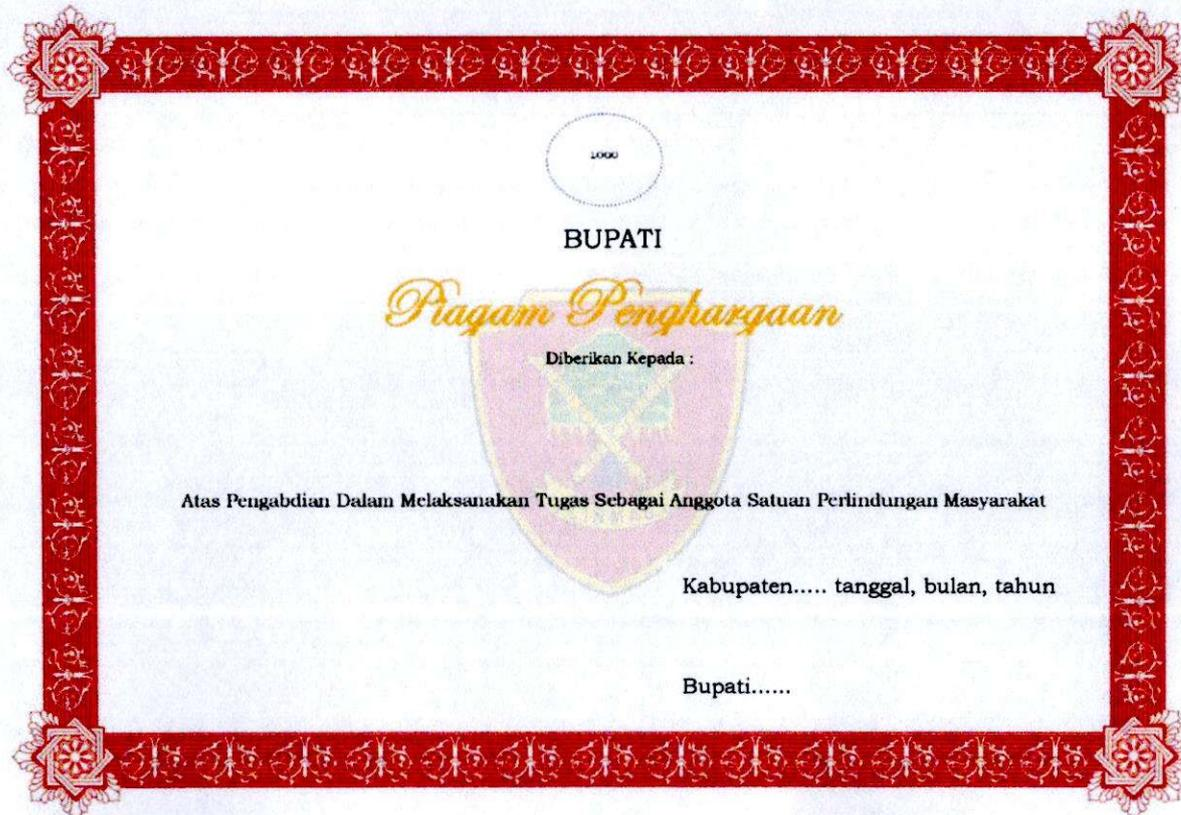 LOGO
BUPATI
Piagam Penghargaan
Diberikan Kepada :
Atas Pengabdian Dalam Melaksanakan Tugas Sebagai Anggota Satuan Perlindungan Masyarakat
Kabupaten..... tanggal, bulan, tahun
Bupati......